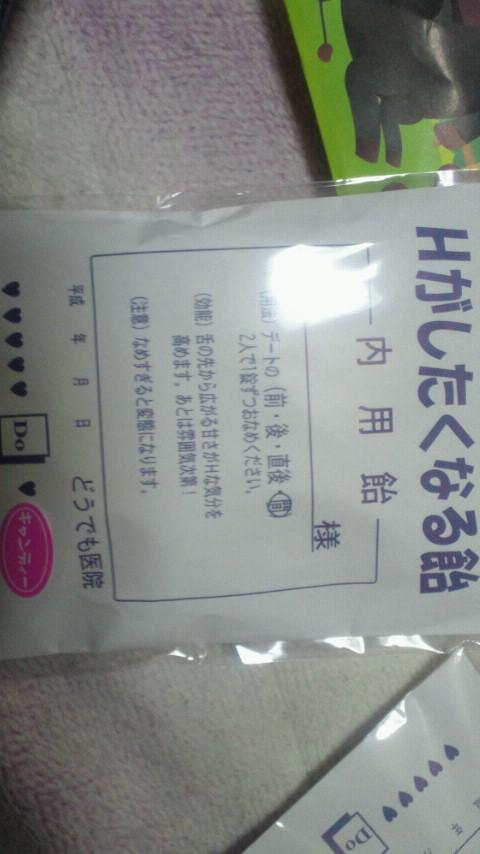 Hがしたくなる飴
内用飴
様
(用法)デートの(前・後・直後・間)
2人で1錠ずつおなめください。
(効能)舌の先から広がる甘さがHな気分を
高めます。あとは雰囲気次第!
(注意)なめすぎると変態になります。
平成 年 月 日 どうでも医院
♥♥♥♥♥ Do ♥ キャンディー
♥♥♥♥♥ Do